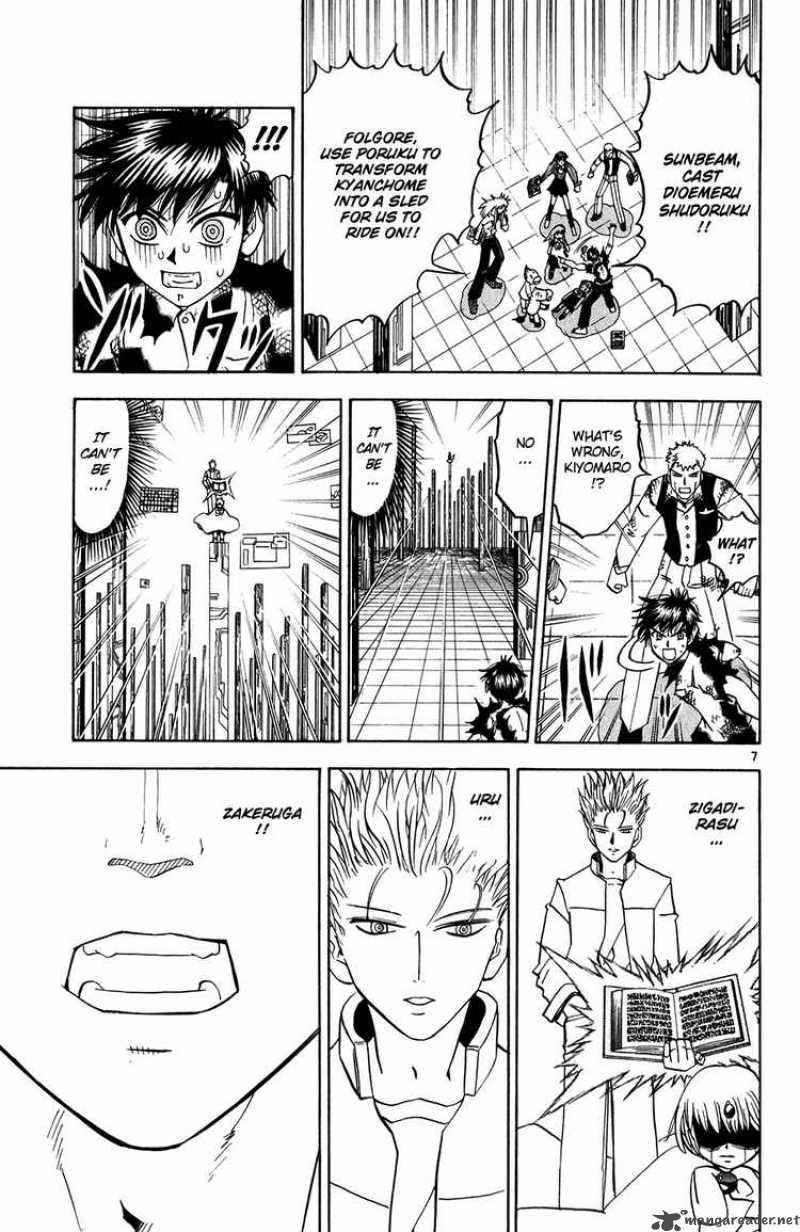 SUNBEAM,
CAST
DIOEMERU
SHUDORUKU
!!
FOLGORE,
USE PORUKU TO
TRANSFORM
KYANCHOME
INTO A SLED
FOR US TO
RIDE ON!!
!!!
WHAT'S
WRONG,
KIYOMARO
!?
WHAT
!?
NO
...
IT
CAN'T
BE
...
IT
CAN'T
BE
....!
7
ZIGADI-
RASU
...
URU
...
ZAKERUGA
!!
mangareader.net